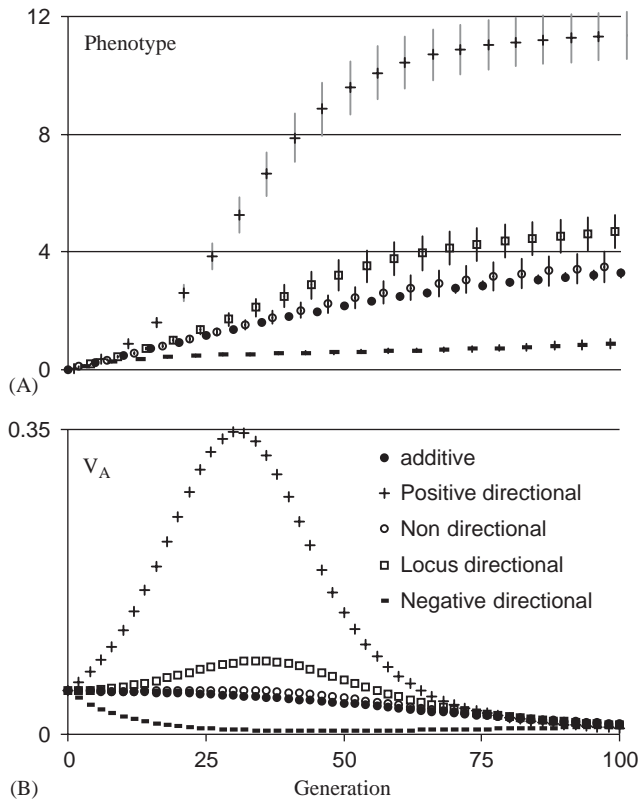 12
Phenotype
8
4
0
(A)
0.35
V_A
additive
Positive directional
Non directional
Locus directional
Negative directional
0
0 25 50 75 100
(B)
Generation